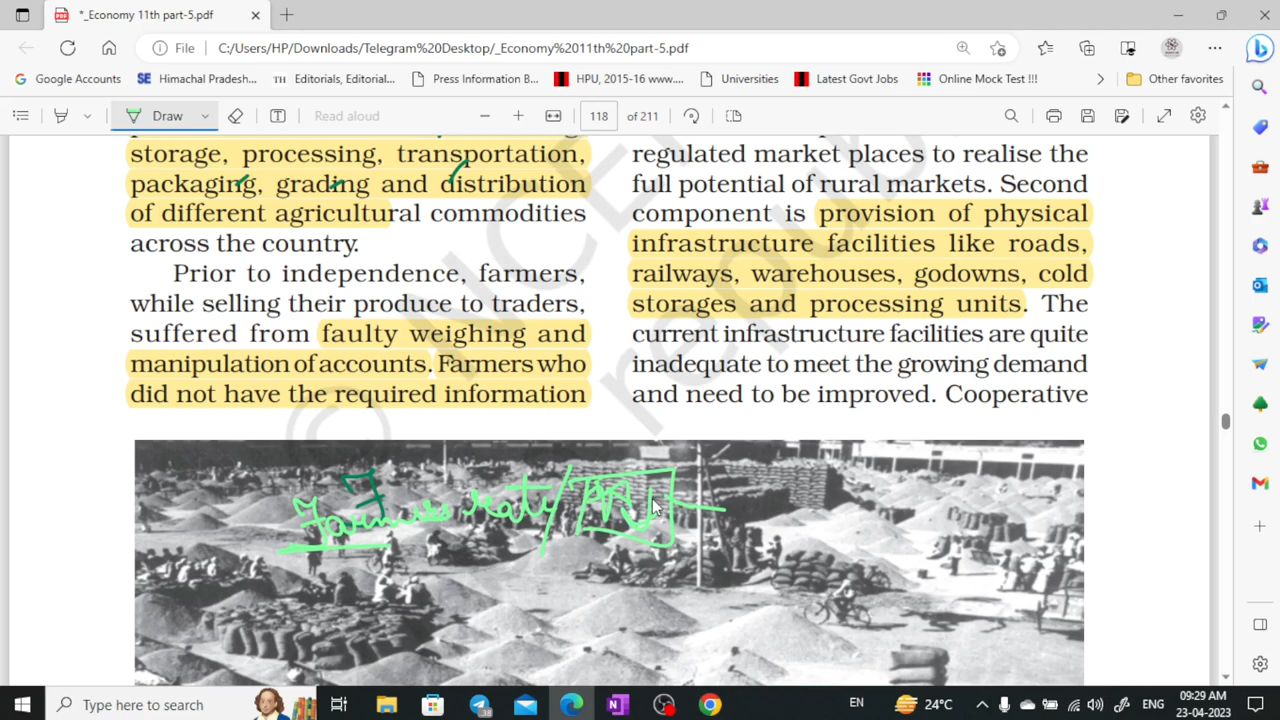 *_Economy 11th part-5.pdf
File C:/Users/HP/Downloads/Telegram%20Desktop/_Economy%2011th%20part-5.pdf
Google Accounts SE Himachal Pradesh... TH Editorials, Editorial... Press Information B... HPU, 2015-16 www.... Universities Latest Govt Jobs Online Mock Test !!! Other favorites
Draw Read aloud 118 of 211
storage, processing, transportation,
packaging, grading and distribution
of different agricultural commodities
across the country.
Prior to independence, farmers,
while selling their produce to traders,
suffered from faulty weighing and
manipulation of accounts. Farmers who
did not have the required information
regulated market places to realise the
full potential of rural markets. Second
component is provision of physical
infrastructure facilities like roads,
railways, warehouses, godowns, cold
storages and processing units. The
current infrastructure facilities are quite
inadequate to meet the growing demand
and need to be improved. Cooperative
© NCE
repub
Farmers
Type here to search
EN 24°C ENG 09:29 AM
23-04-2023